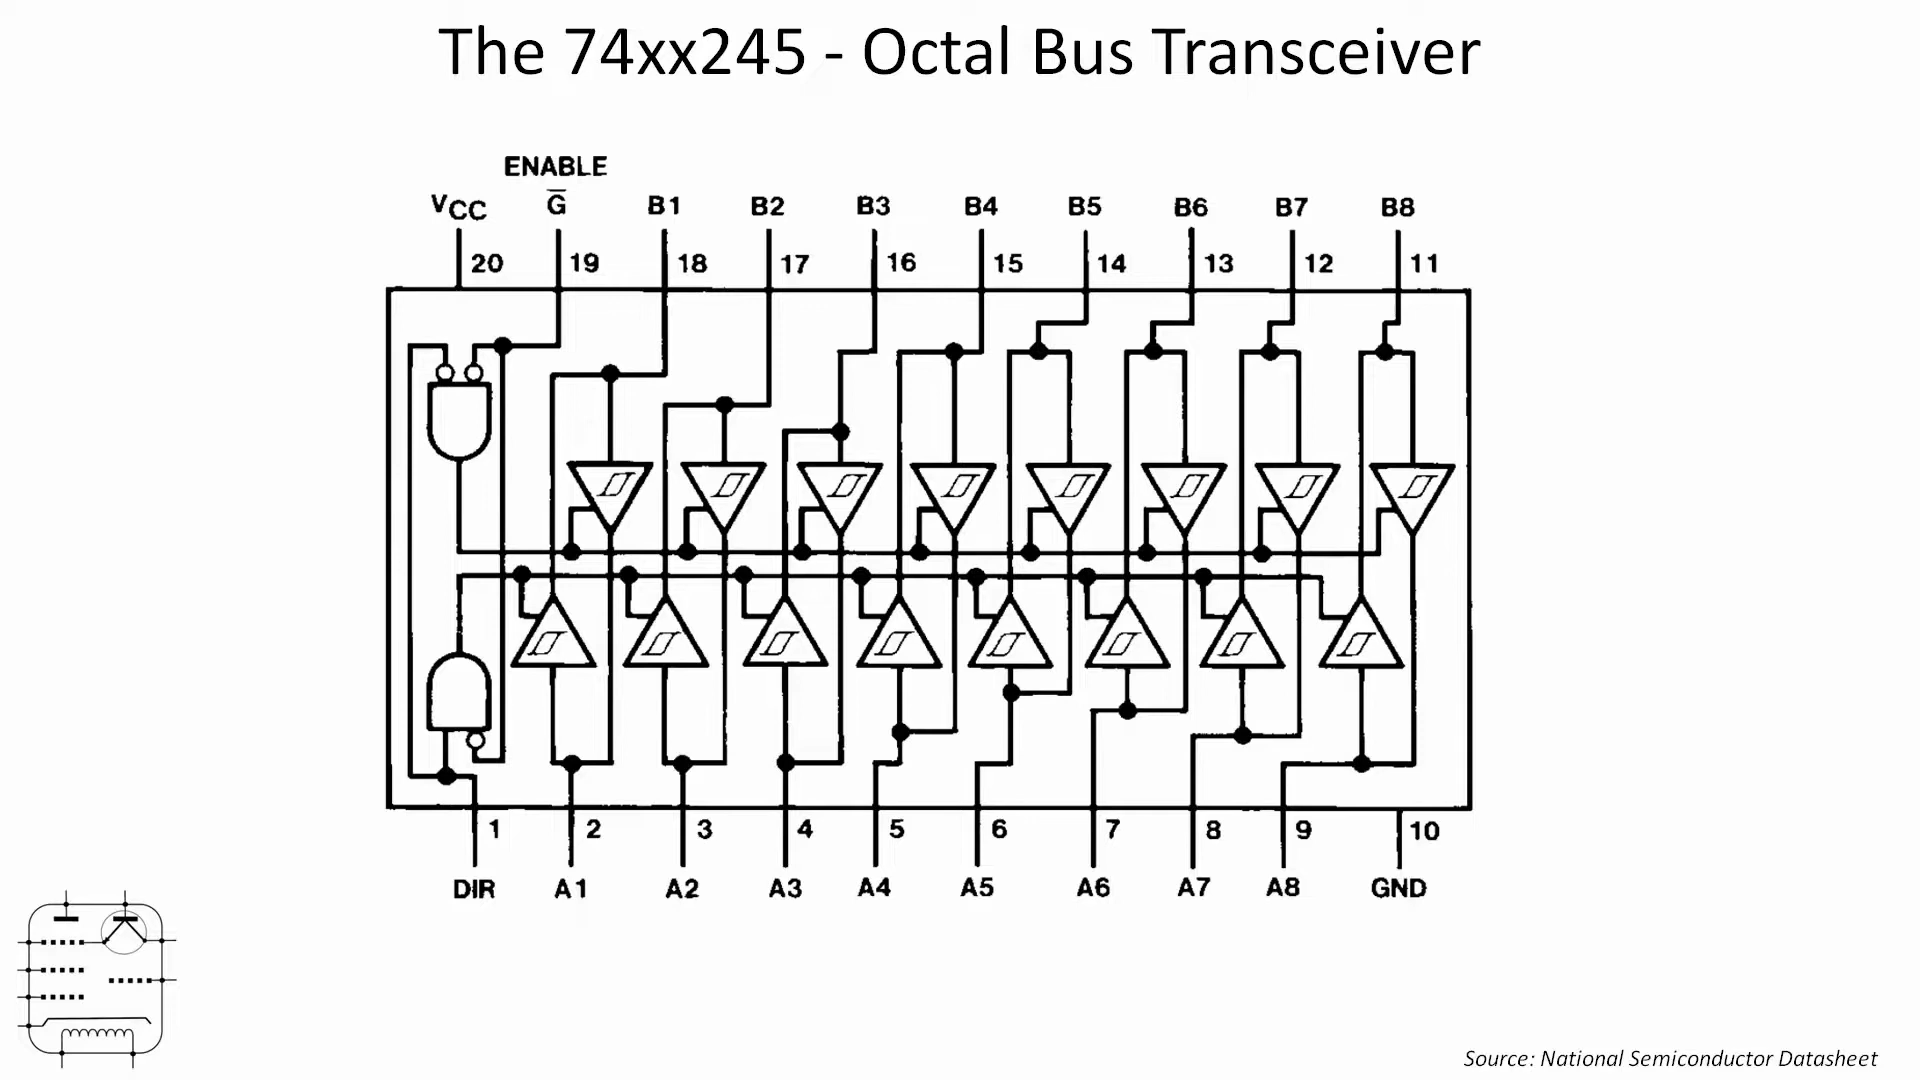 The 74xx245 - Octal Bus Transceiver
ENABLE
VCC G̅ B1 B2 B3 B4 B5 B6 B7 B8
20 19 18 17 16 15 14 13 12 11
1 2 3 4 5 6 7 8 9 10
DIR A1 A2 A3 A4 A5 A6 A7 A8 GND
Source: National Semiconductor Datasheet